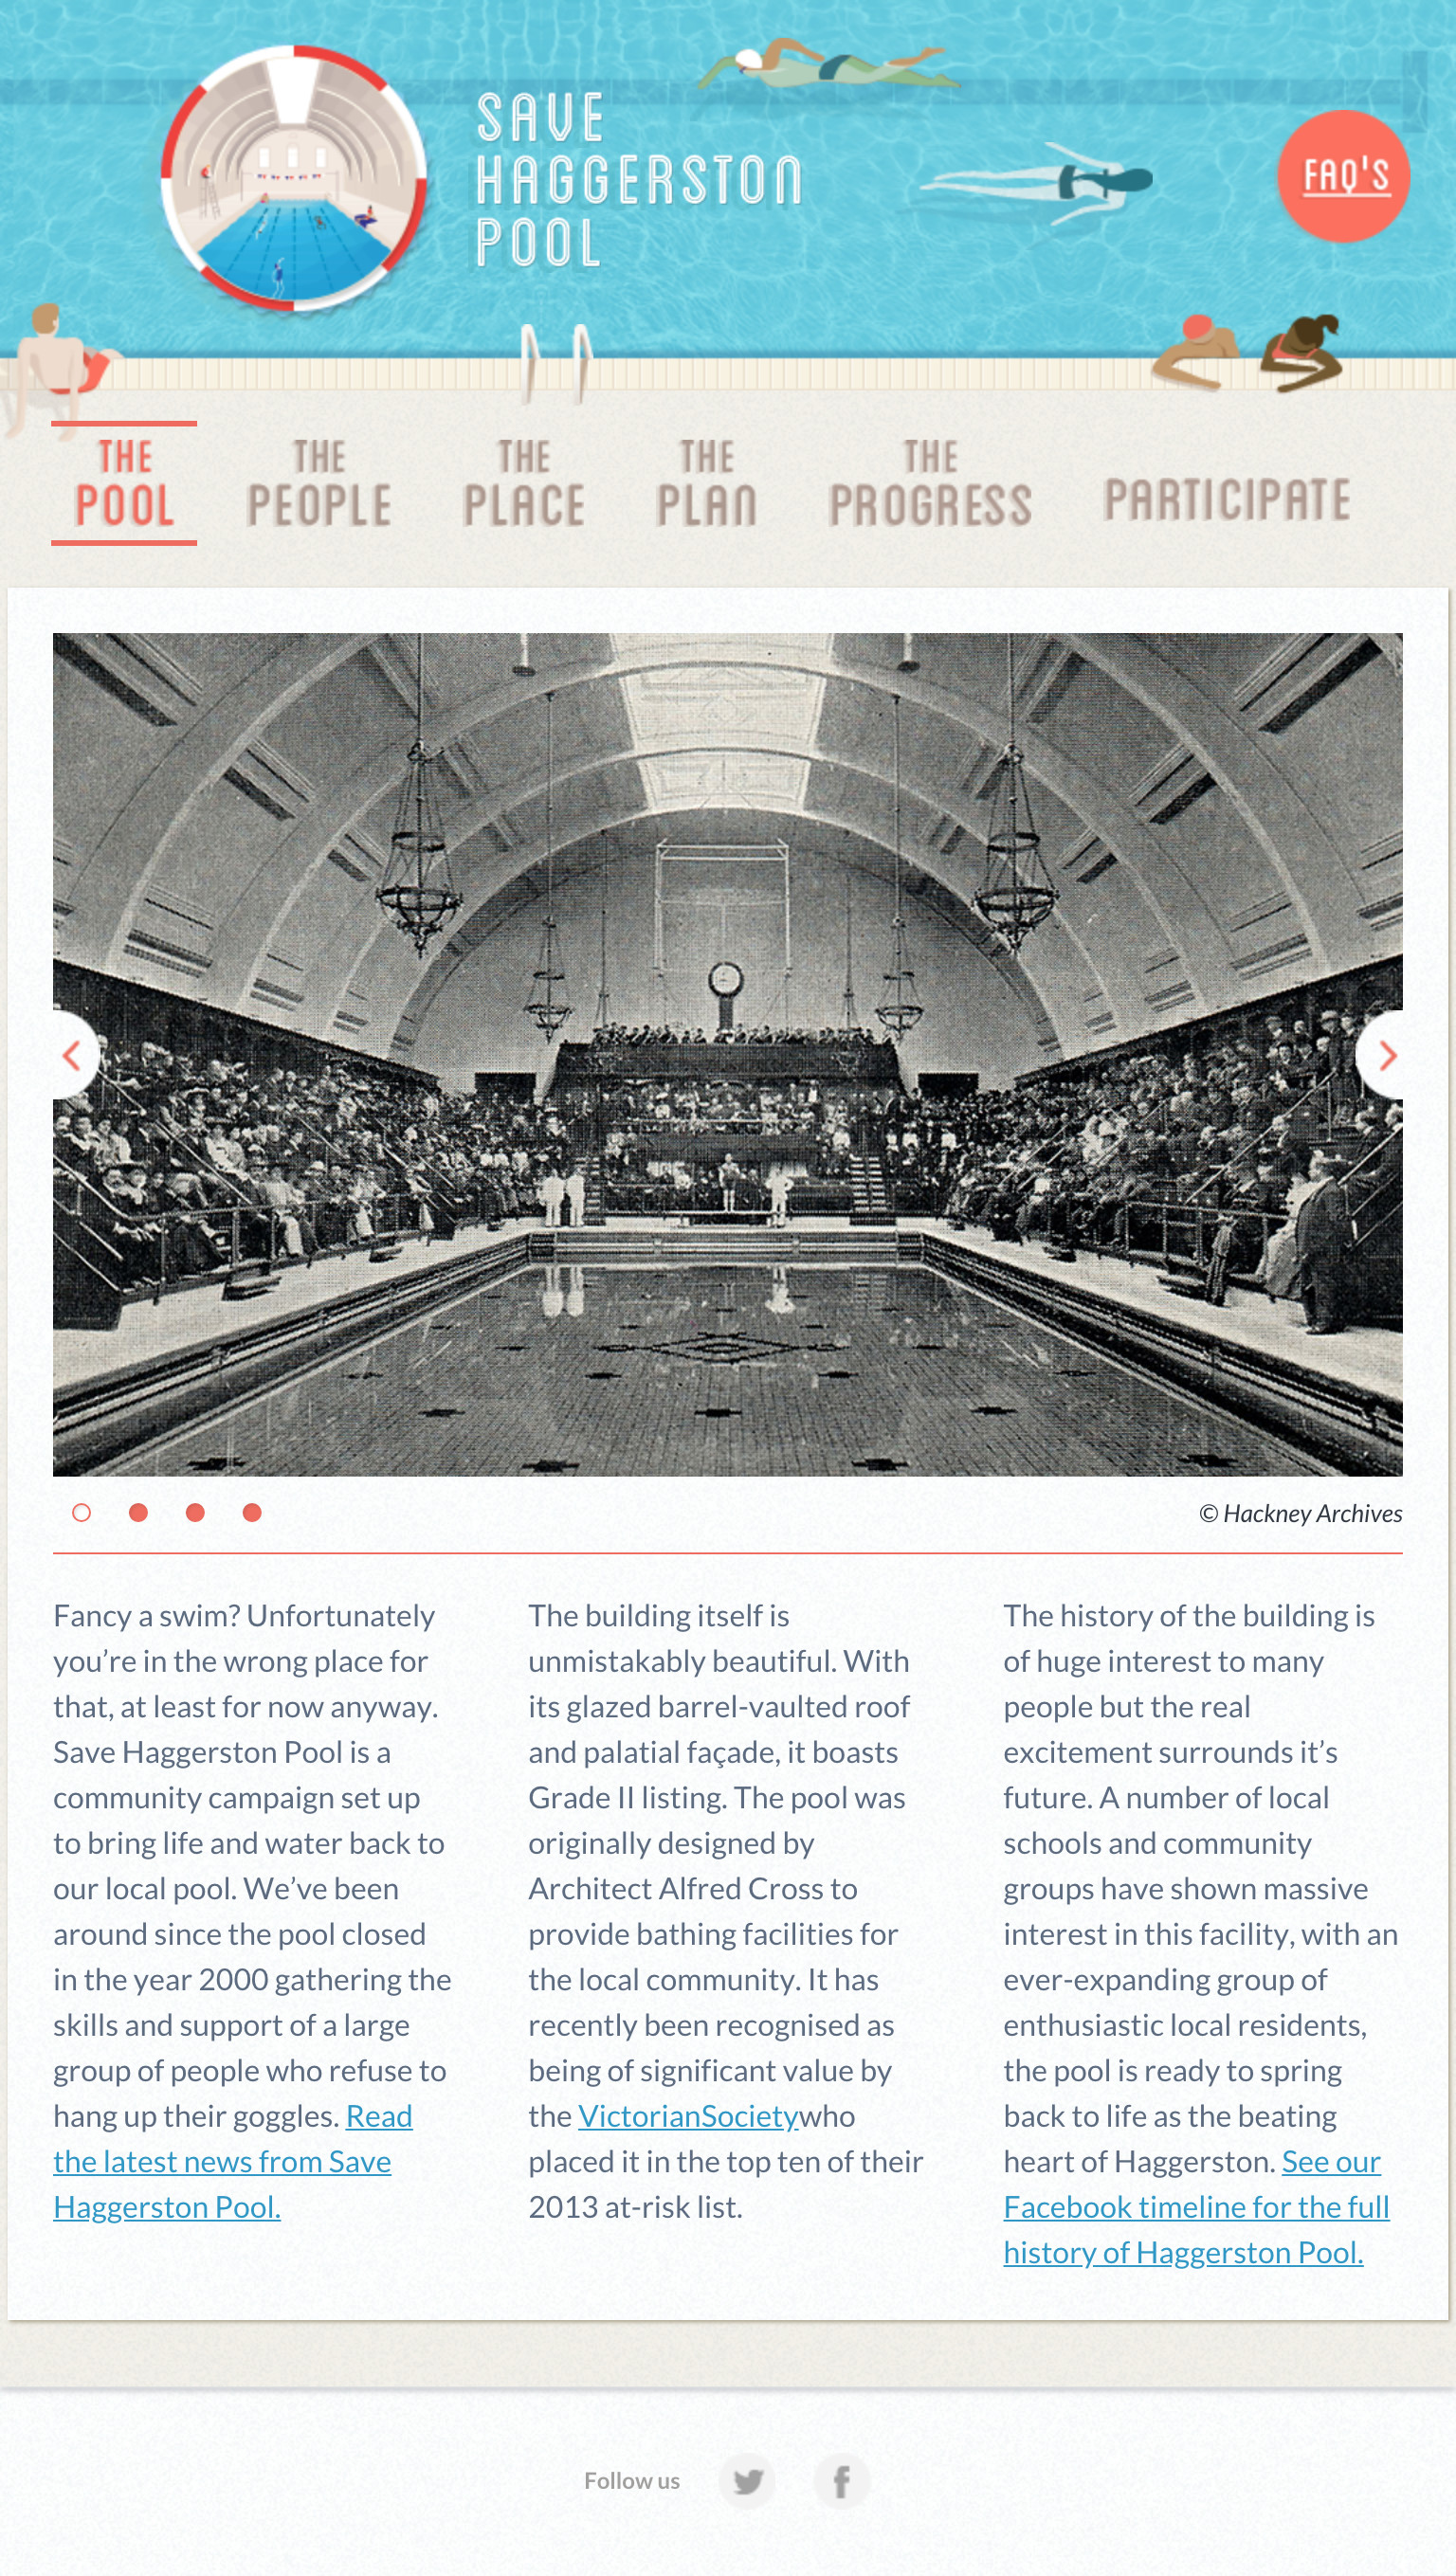 SAVE
HAGGERSTON
POOL
FAQ'S
THE
POOL
THE
PEOPLE
THE
PLACE
THE
PLAN
THE
PROGRESS
PARTICIPATE
© Hackney Archives
Fancy a swim? Unfortunately
you’re in the wrong place for
that, at least for now anyway.
Save Haggerston Pool is a
community campaign set up
to bring life and water back to
our local pool. We’ve been
around since the pool closed
in the year 2000 gathering the
skills and support of a large
group of people who refuse to
hang up their goggles. Read
the latest news from Save
Haggerston Pool.
The building itself is
unmistakably beautiful. With
its glazed barrel-vaulted roof
and palatial façade, it boasts
Grade II listing. The pool was
originally designed by
Architect Alfred Cross to
provide bathing facilities for
the local community. It has
recently been recognised as
being of significant value by
the VictorianSocietywho
placed it in the top ten of their
2013 at-risk list.
The history of the building is
of huge interest to many
people but the real
excitement surrounds it’s
future. A number of local
schools and community
groups have shown massive
interest in this facility, with an
ever-expanding group of
enthusiastic local residents,
the pool is ready to spring
back to life as the beating
heart of Haggerston. See our
Facebook timeline for the full
history of Haggerston Pool.
Follow us